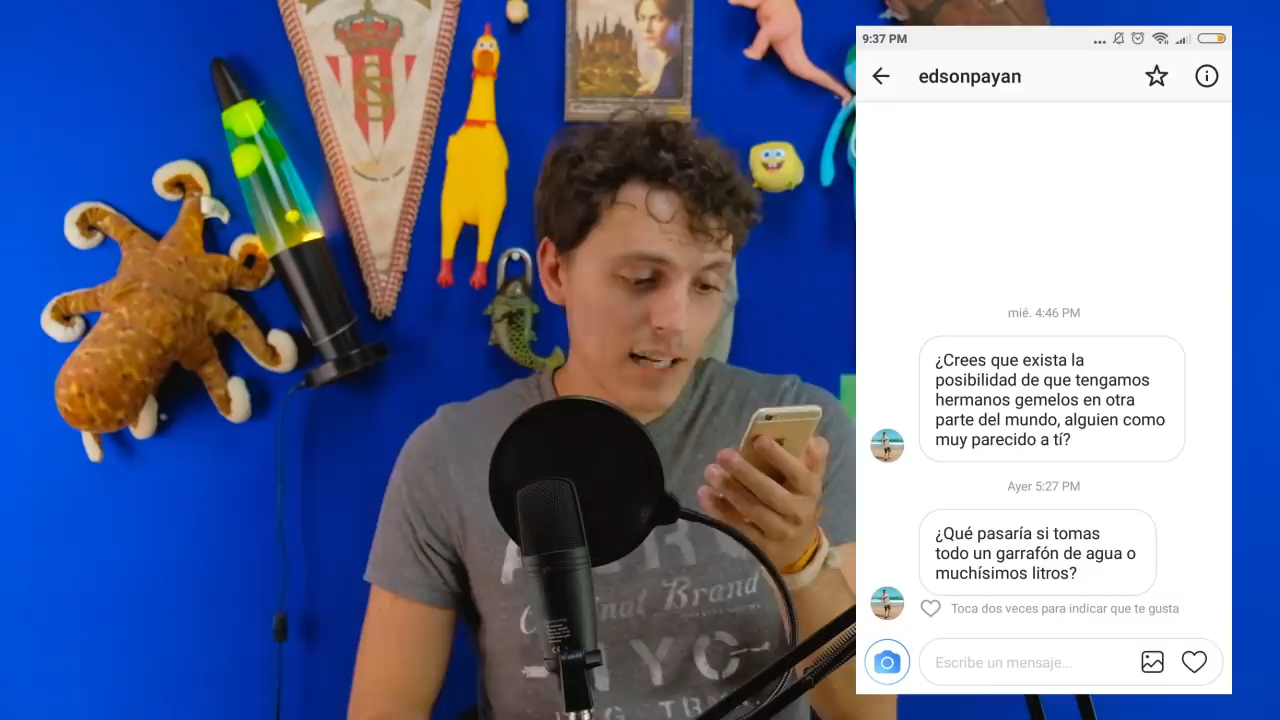 9:37 PM
edsonpayan
mié. 4:46 PM
¿Crees que exista la
posibilidad de que tengamos
hermanos gemelos en otra
parte del mundo, alguien como
muy parecido a tí?
Ayer 5:27 PM
¿Qué pasaría si tomas
todo un garrafón de agua o
muchísimos litros?
Toca dos veces para indicar que te gusta
Escribe un mensaje...
Brand
NYC